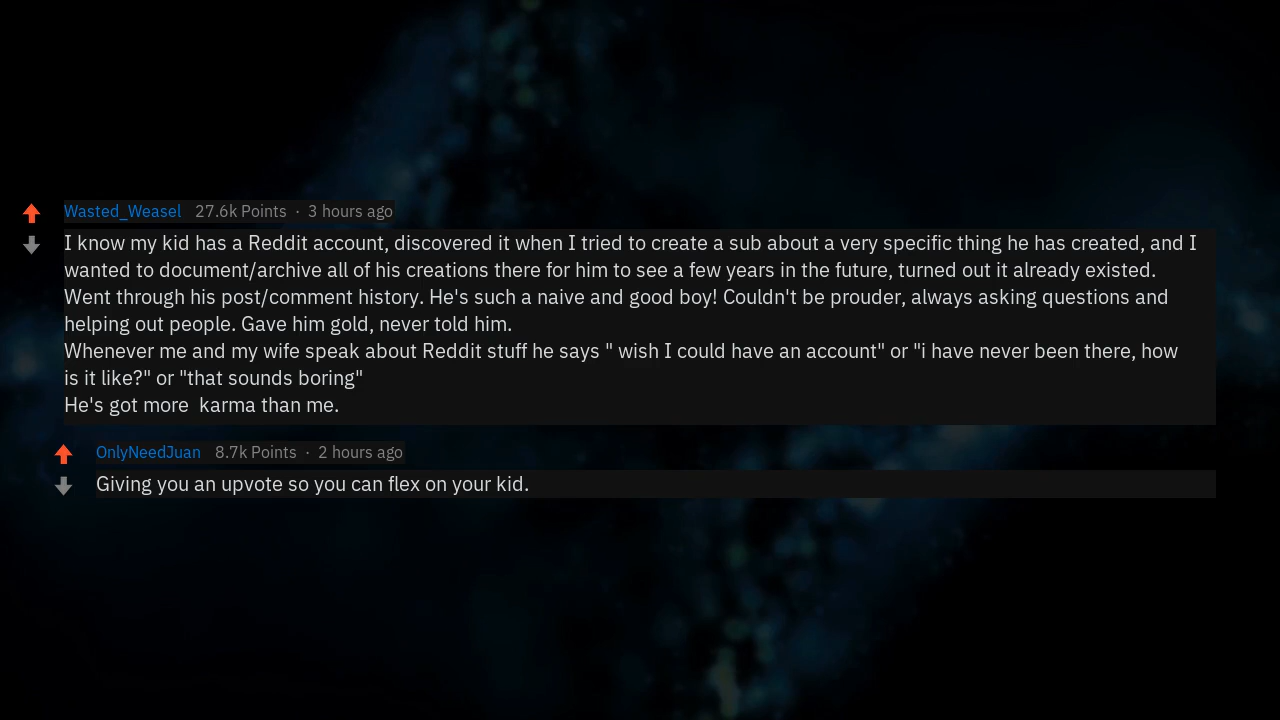 Wasted_Weasel 27.6k Points · 3 hours ago
I know my kid has a Reddit account, discovered it when I tried to create a sub about a very specific thing he has created, and I
wanted to document/archive all of his creations there for him to see a few years in the future, turned out it already existed.
Went through his post/comment history. He's such a naive and good boy! Couldn't be prouder, always asking questions and
helping out people. Gave him gold, never told him.
Whenever me and my wife speak about Reddit stuff he says " wish I could have an account" or "i have never been there, how
is it like?" or "that sounds boring"
He's got more  karma than me.
OnlyNeedJuan 8.7k Points · 2 hours ago
Giving you an upvote so you can flex on your kid.